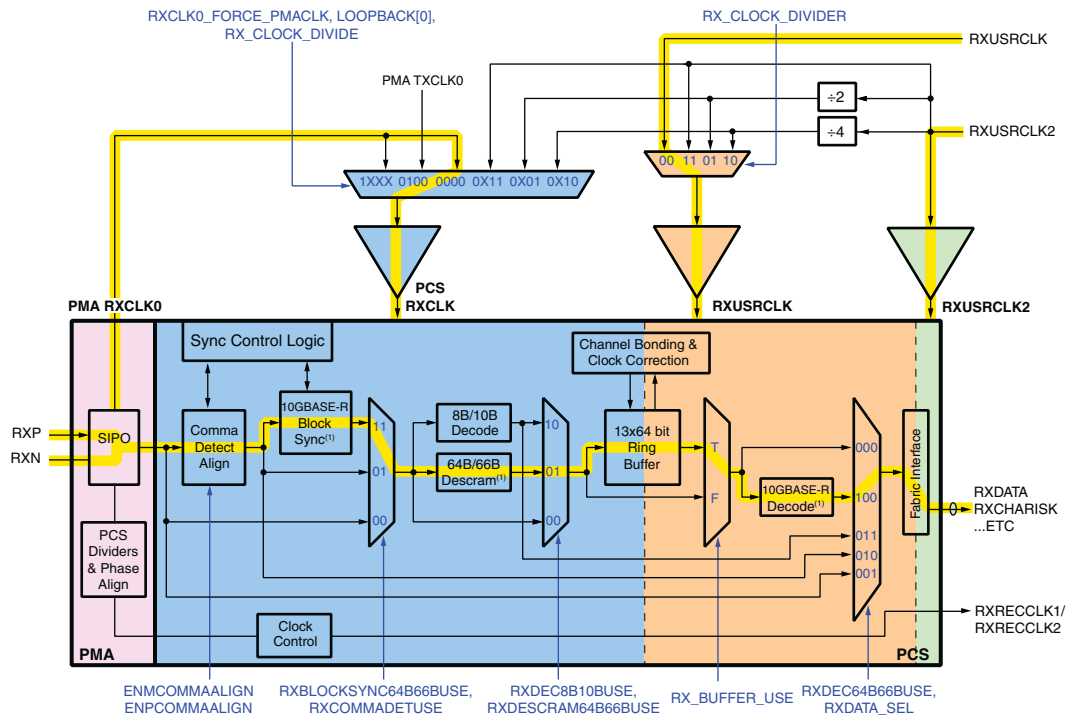 RXCLK0_FORCE_PMACLK, LOOPBACK[0],
RX_CLOCK_DIVIDE
RX_CLOCK_DIVIDER
RXUSRCLK
PMA TXCLK0
÷2
÷4
RXUSRCLK2
00 11 01 10
1XXX 0100 0000 0X11 0X01 0X10
PCS
RXCLK
RXUSRCLK
RXUSRCLK2
PMA RXCLK0
Sync Control Logic
Channel Bonding &
Clock Correction
RXP
RXN
SIPO
Comma
Detect
Align
10GBASE-R
Block
Sync(1)
11
01
00
8B/10B
Decode
64B/66B
Descram(1)
10
01
00
13x64 bit
Ring
Buffer
T
F
10GBASE-R
Decode(1)
000
100
011
010
001
Fabric Interface
RXDATA
RXCHARISK
...ETC
PCS
Dividers
& Phase
Align
Clock
Control
RXRECCLK1/
RXRECCLK2
PMA
PCS
ENMCOMMAALIGN
ENPCOMMAALIGN
RXBLOCKSYNC64B66BUSE,
RXCOMMADETUSE
RXDEC8B10BUSE,
RXDESCRAM64B66BUSE
RX_BUFFER_USE
RXDEC64B66BUSE,
RXDATA_SEL